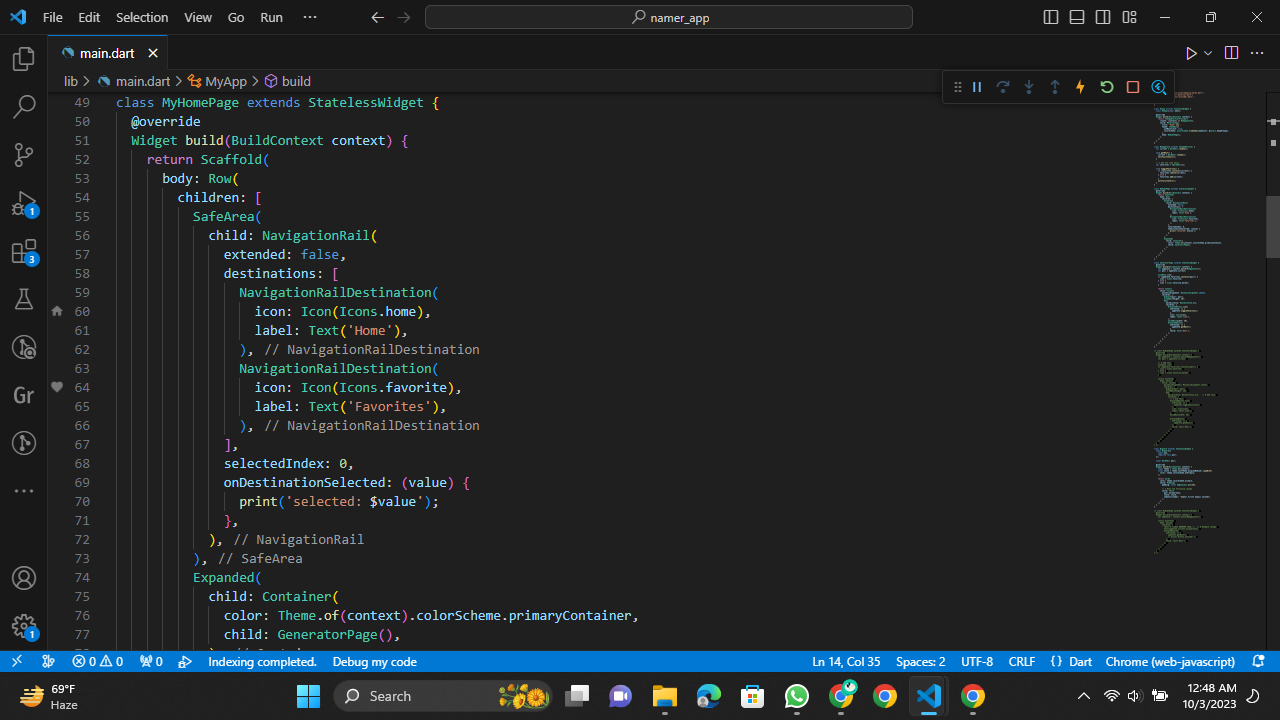 File Edit Selection View Go Run ···
namer_app
main.dart
lib > main.dart > MyApp > build
49 class MyHomePage extends StatelessWidget {
50 @override
51 Widget build(BuildContext context) {
52 return Scaffold(
53 body: Row(
54 children: [
55 SafeArea(
56 child: NavigationRail(
57 extended: false,
58 destinations: [
59 NavigationRailDestination(
60 icon: Icon(Icons.home),
61 label: Text('Home'),
62 ), // NavigationRailDestination
63 NavigationRailDestination(
64 icon: Icon(Icons.favorite),
65 label: Text('Favorites'),
66 ), // NavigationRailDestination
67 ],
68 selectedIndex: 0,
69 onDestinationSelected: (value) {
70 print('selected: $value');
71 },
72 ), // NavigationRail
73 ), // SafeArea
74 Expanded(
75 child: Container(
76 color: Theme.of(context).colorScheme.primaryContainer,
77 child: GeneratorPage(),
1
3
Gr
1
0 0 0 Indexing completed. Debug my code Ln 14, Col 35 Spaces: 2 UTF-8 CRLF {} Dart Chrome (web-javascript)
69°F
Haze
Search
12:48 AM
10/3/2023